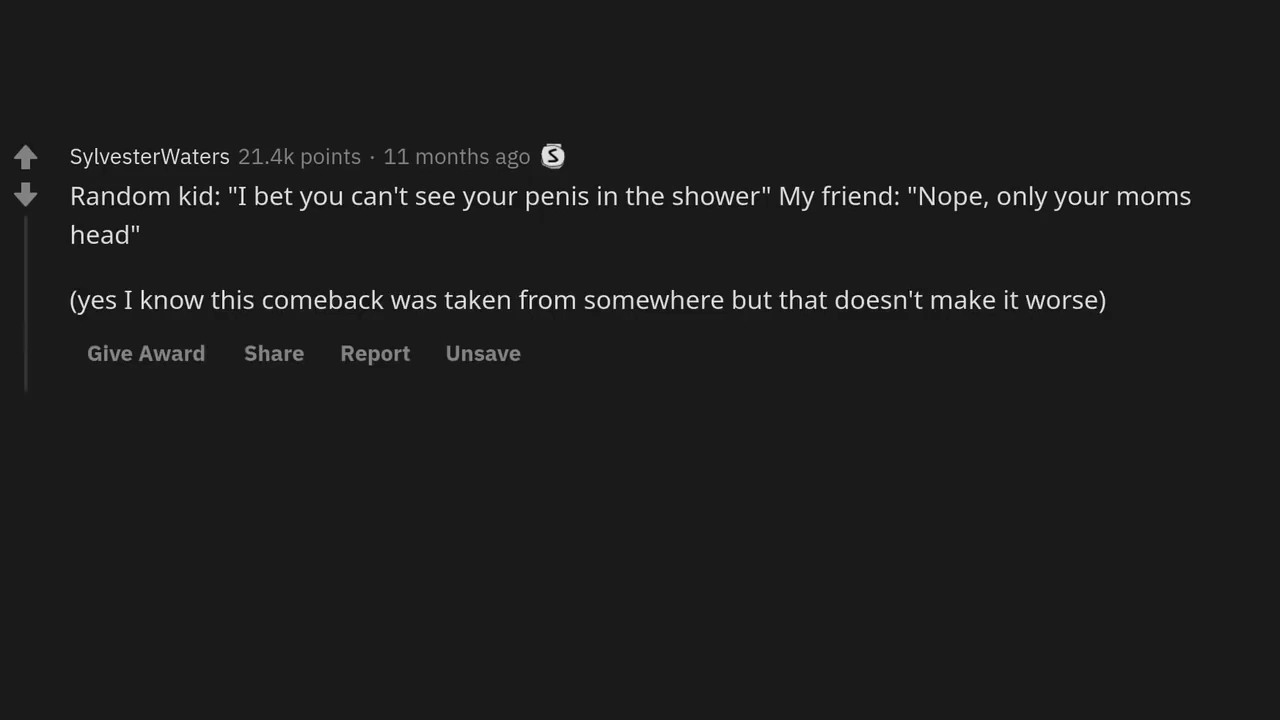 SylvesterWaters 21.4k points · 11 months ago S
Random kid: "I bet you can't see your penis in the shower" My friend: "Nope, only your moms
head"
(yes I know this comeback was taken from somewhere but that doesn't make it worse)
Give Award Share Report Unsave